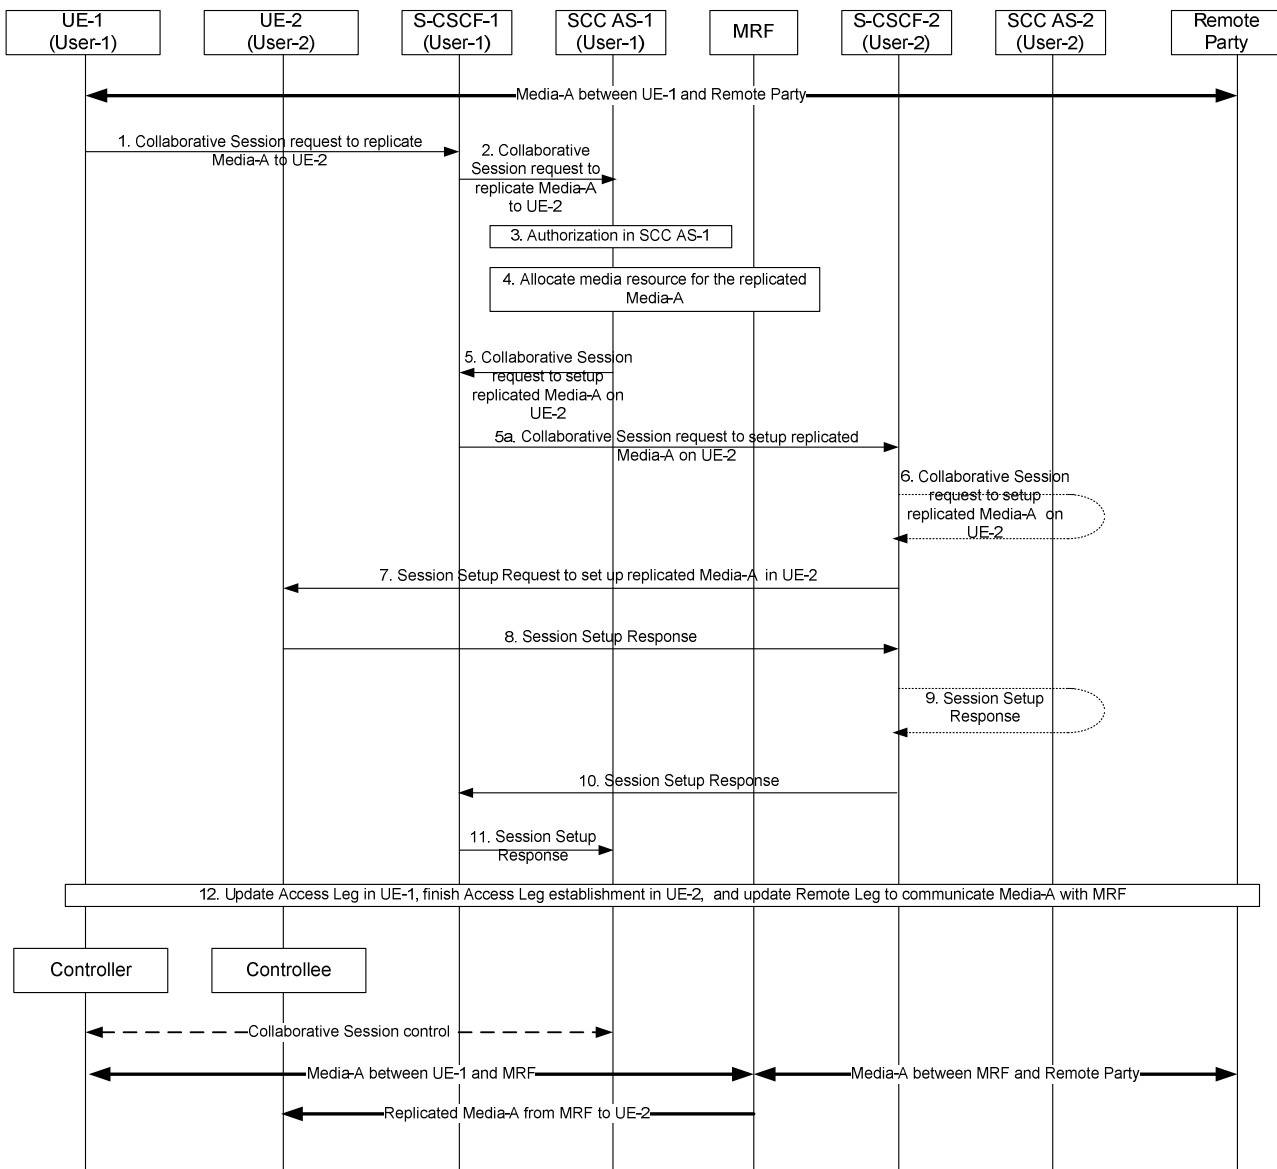 UE-1
(User-1)
UE-2
(User-2)
S-CSCF-1
(User-1)
SCC AS-1
(User-1)
MRF
S-CSCF-2
(User-2)
SCC AS-2
(User-2)
Remote
Party
Media-A between UE-1 and Remote Party
1. Collaborative Session request to replicate
Media-A to UE-2
2. Collaborative
Session request to
replicate Media-A
to UE-2
3. Authorization in SCC AS-1
4. Allocate media resource for the replicated
Media-A
5. Collaborative Session
request to setup
replicated Media-A on
UE-2
5a. Collaborative Session request to setup replicated
Media-A on UE-2
6. Collaborative Session
request to setup
replicated Media-A on
UE-2
7. Session Setup Request to set up replicated Media-A in UE-2
8. Session Setup Response
9. Session Setup
Response
10. Session Setup Response
11. Session Setup
Response
12. Update Access Leg in UE-1, finish Access Leg establishment in UE-2, and update Remote Leg to communicate Media-A with MRF
Controller
Controllee
Collaborative Session control
Media-A between UE-1 and MRF
Media-A between MRF and Remote Party
Replicated Media-A from MRF to UE-2